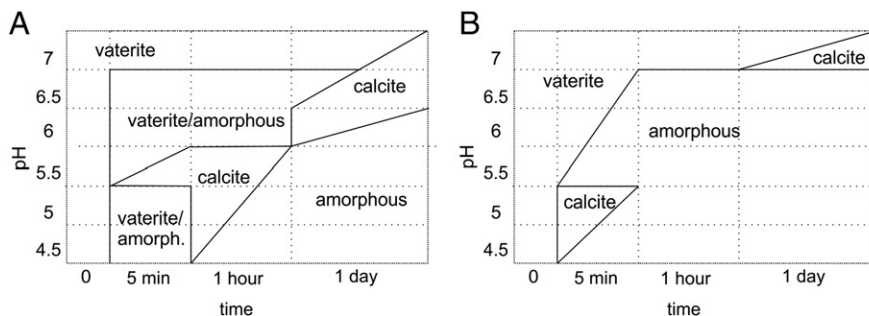 A
7
6.5
6
5.5
5
4.5
pH
vaterite
vaterite/amorphous
calcite
calcite
vaterite/
amorph.
amorphous
0 5 min 1 hour 1 day
time
B
7
6.5
6
5.5
5
4.5
pH
vaterite
calcite
amorphous
calcite
0 5 min 1 hour 1 day
time